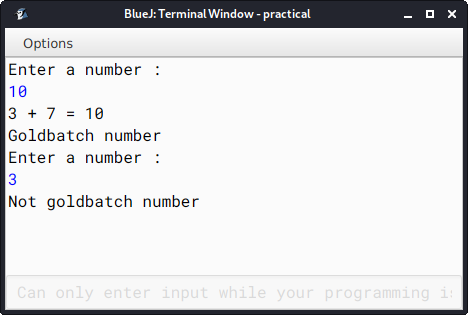 BlueJ: Terminal Window - practical
Options
Enter a number :
10
3 + 7 = 10
Goldbatch number
Enter a number :
3
Not goldbatch number
Can only enter input while your programming is